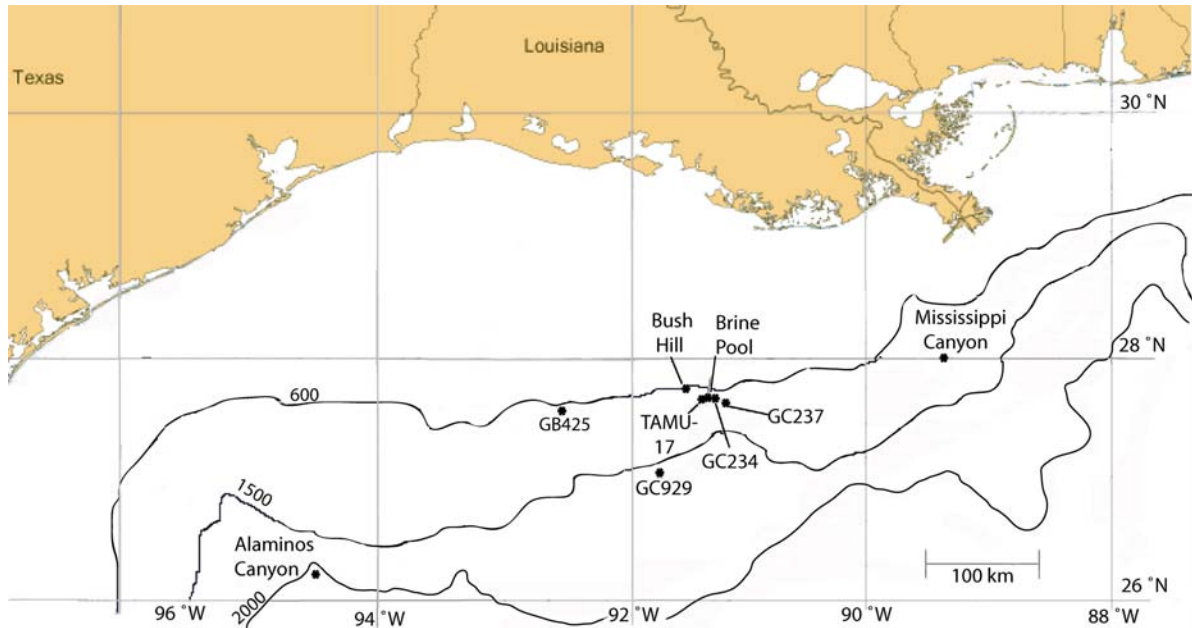 Louisiana
Texas
30 °N
Bush
Hill
Brine
Pool
Mississippi
Canyon
28 °N
600
GB425
TAMU-
17
GC237
GC234
GC929
1500
Alaminos
Canyon
100 km
2000
26 °N
96 °W
94 °W
92 °W
90 °W
88 °W